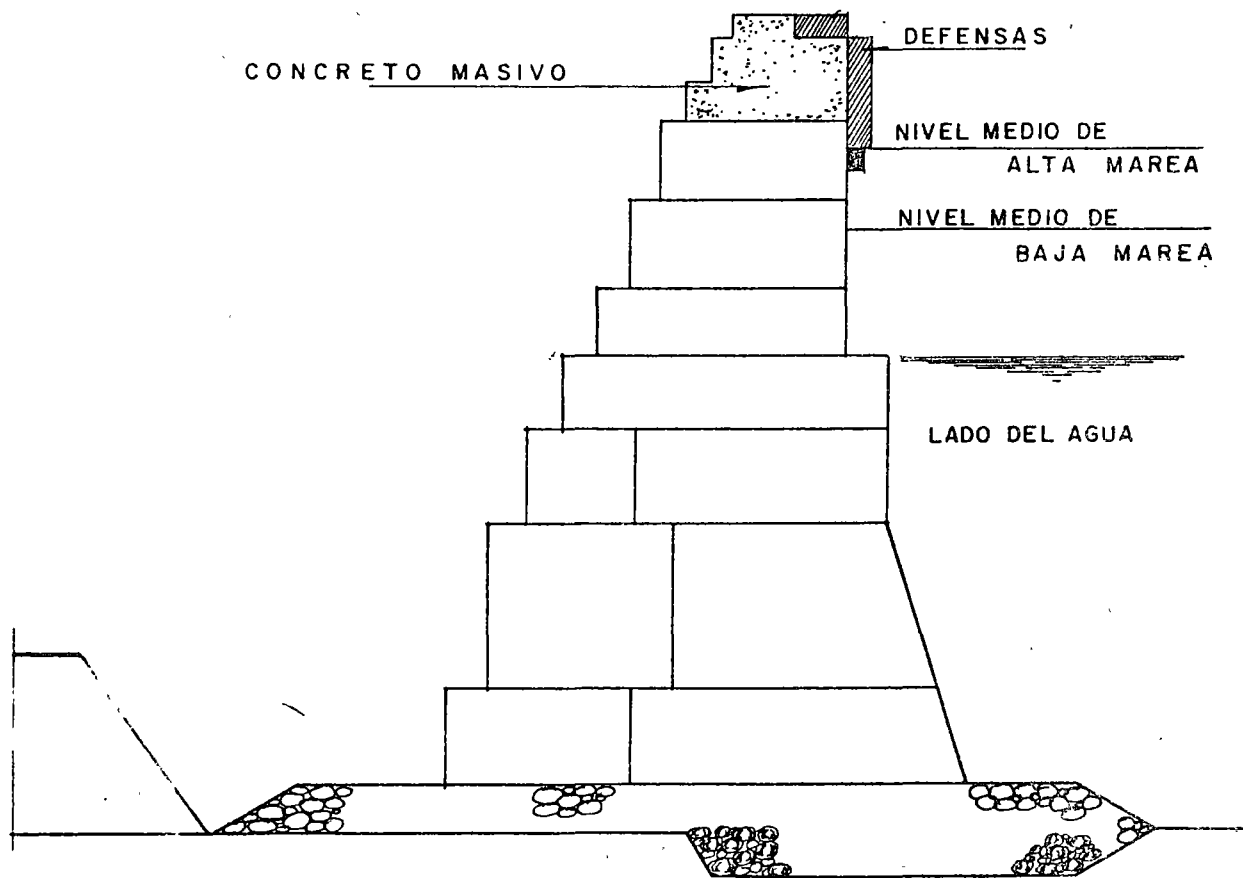 DEFENSAS
CONCRETO MASIVO
NIVEL MEDIO DE
ALTA MAREA
NIVEL MEDIO DE
BAJA MAREA
LADO DEL AGUA